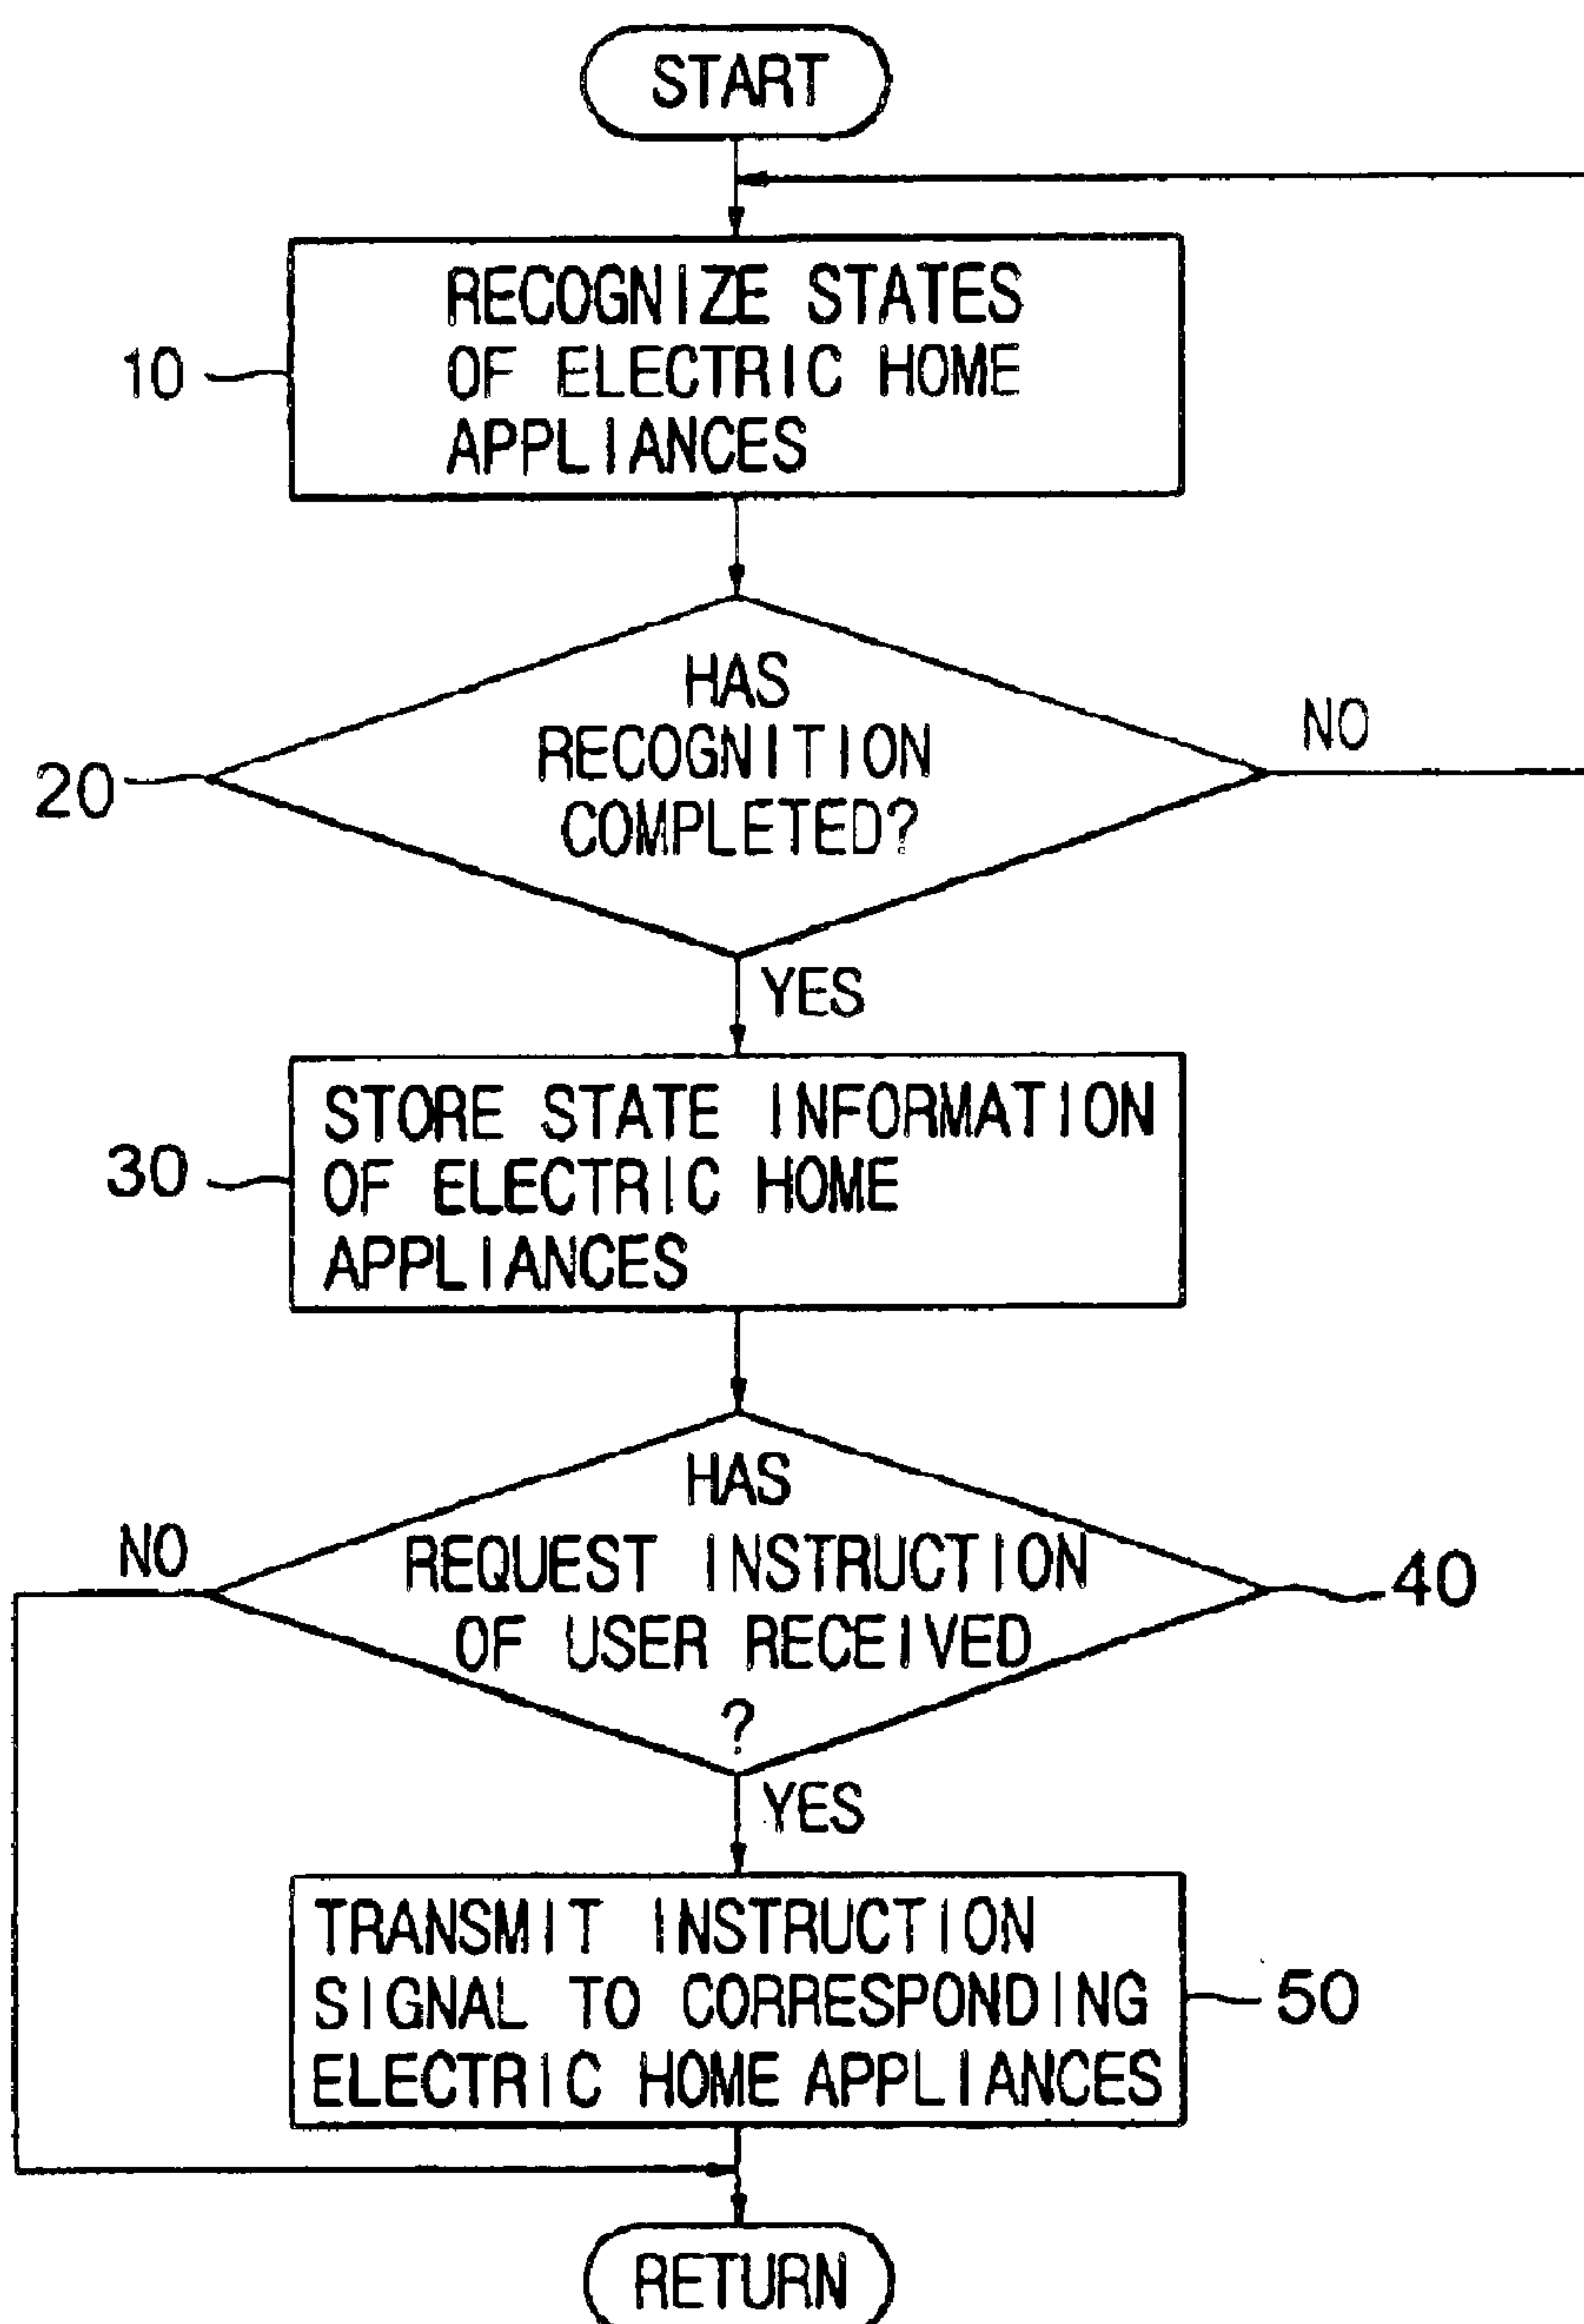 START
RECOGNIZE STATES
OF ELECTRIC HOME
APPLIANCES
10
HAS
RECOGNITION
COMPLETED?
NO
20
YES
STORE STATE INFORMATION
OF ELECTRIC HOME
APPLIANCES
30
HAS
REQUEST INSTRUCTION
OF USER RECEIVED
?
NO
40
YES
TRANSMIT INSTRUCTION
SIGNAL TO CORRESPONDING
ELECTRIC HOME APPLIANCES
50
RETURN